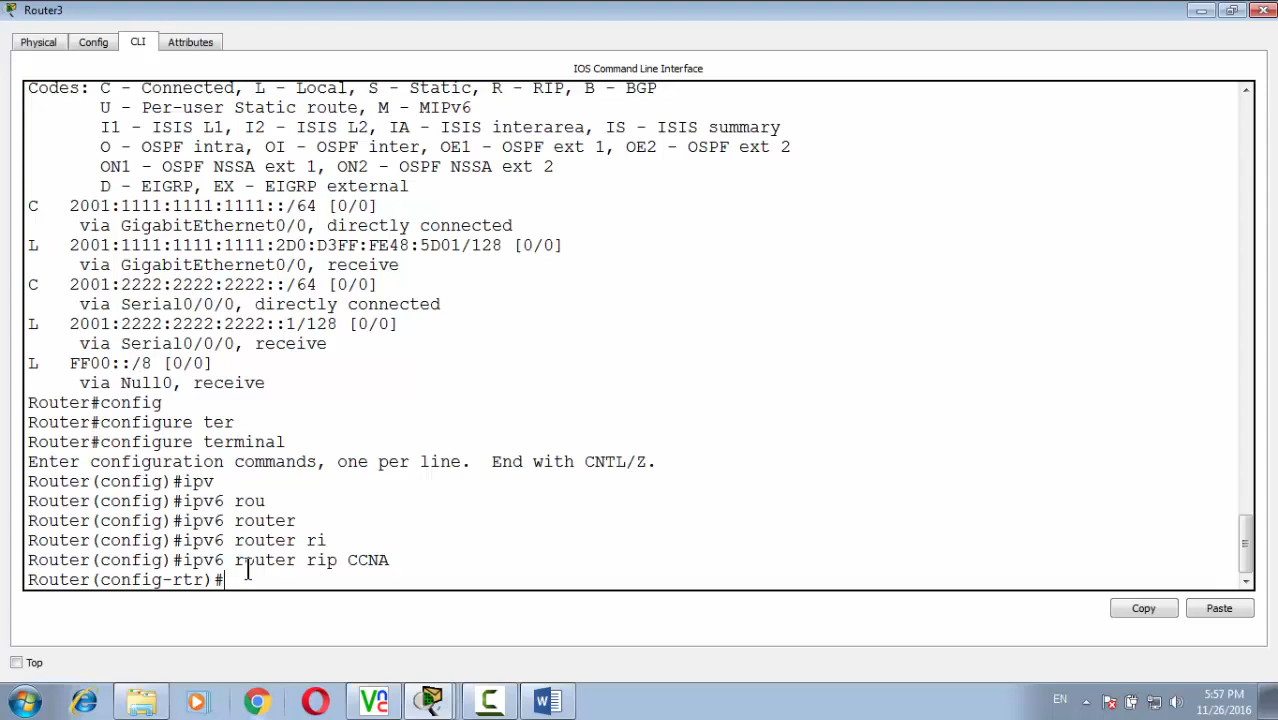 Router3
Physical Config CLI Attributes
IOS Command Line Interface
Codes: C - Connected, L - Local, S - Static, R - RIP, B - BGP
U - Per-user Static route, M - MIPv6
I1 - ISIS L1, I2 - ISIS L2, IA - ISIS interarea, IS - ISIS summary
O - OSPF intra, OI - OSPF inter, OE1 - OSPF ext 1, OE2 - OSPF ext 2
ON1 - OSPF NSSA ext 1, ON2 - OSPF NSSA ext 2
D - EIGRP, EX - EIGRP external
C 2001:1111:1111:1111::/64 [0/0]
via GigabitEthernet0/0, directly connected
L 2001:1111:1111:1111:2D0:D3FF:FE48:5D01/128 [0/0]
via GigabitEthernet0/0, receive
C 2001:2222:2222:2222::/64 [0/0]
via Serial0/0/0, directly connected
L 2001:2222:2222:2222::1/128 [0/0]
via Serial0/0/0, receive
L FF00::/8 [0/0]
via Null0, receive
Router#config
Router#configure ter
Router#configure terminal
Enter configuration commands, one per line. End with CNTL/Z.
Router(config)#ipv
Router(config)#ipv6 rou
Router(config)#ipv6 router
Router(config)#ipv6 router ri
Router(config)#ipv6 router rip CCNA
Router(config-rtr)#
Copy Paste
Top
EN
5:57 PM
11/26/2016